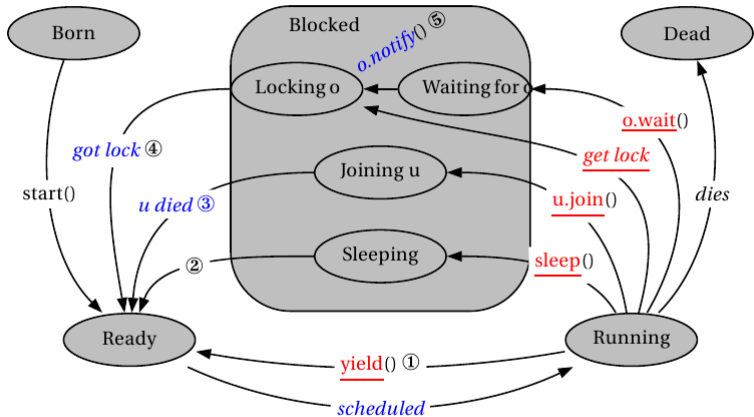 Born
Blocked
o.notify() ⑤
Dead
Locking o
Waiting for o
o.wait()
got lock ④
get lock
Joining u
start()
u died ③
u.join()
dies
②
Sleeping
sleep()
Ready
Running
yield() ①
scheduled